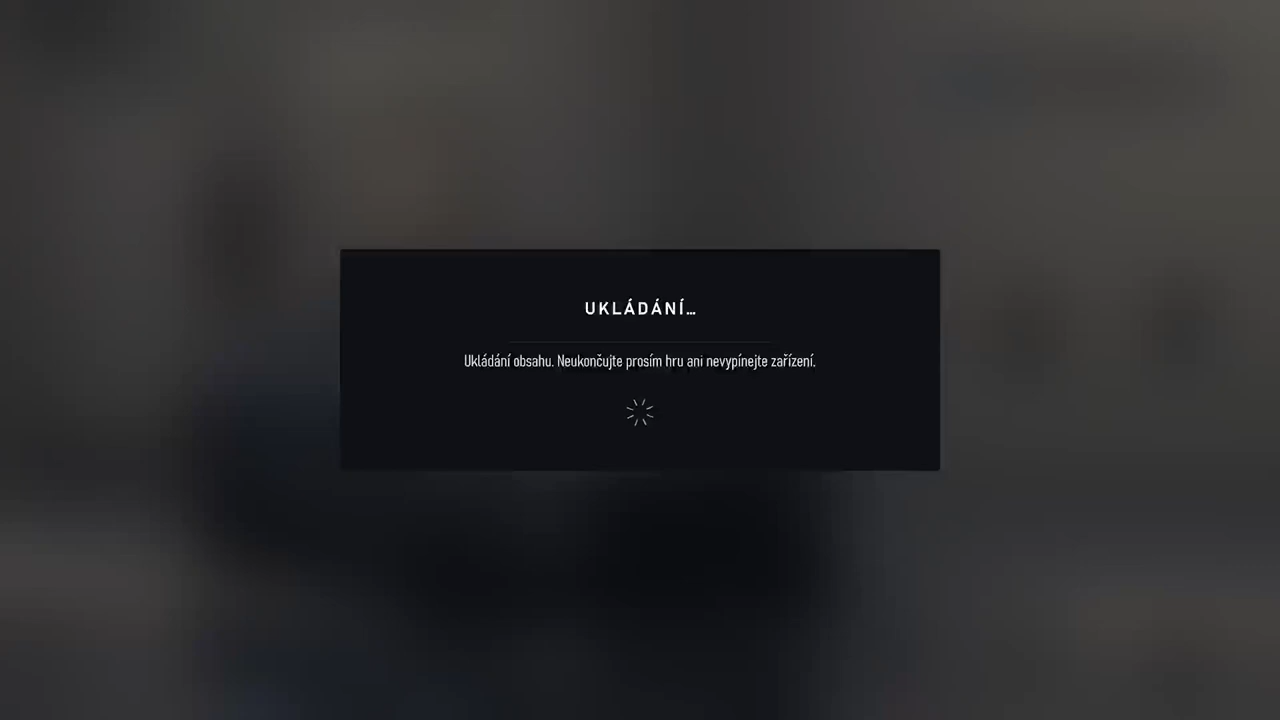 UKLÁDÁNÍ…
Ukládání obsahu. Neukončujte prosím hru ani nevypínejte zařízení.